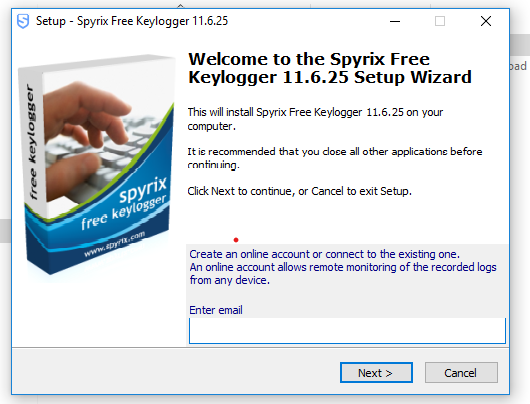 Setup - Spyrix Free Keylogger 11.6.25
Welcome to the Spyrix Free
Keylogger 11.6.25 Setup Wizard
This will install Spyrix Free Keylogger 11.6.25 on your
computer.
It is recommended that you close all other applications before
continuing.
Click Next to continue, or Cancel to exit Setup.
free keylogger
spyrix
free keylogger
www.spyrix.com
Create an online account or connect to the existing one.
An online account allows remote monitoring of the recorded logs
from any device.
Enter email
Next >
Cancel